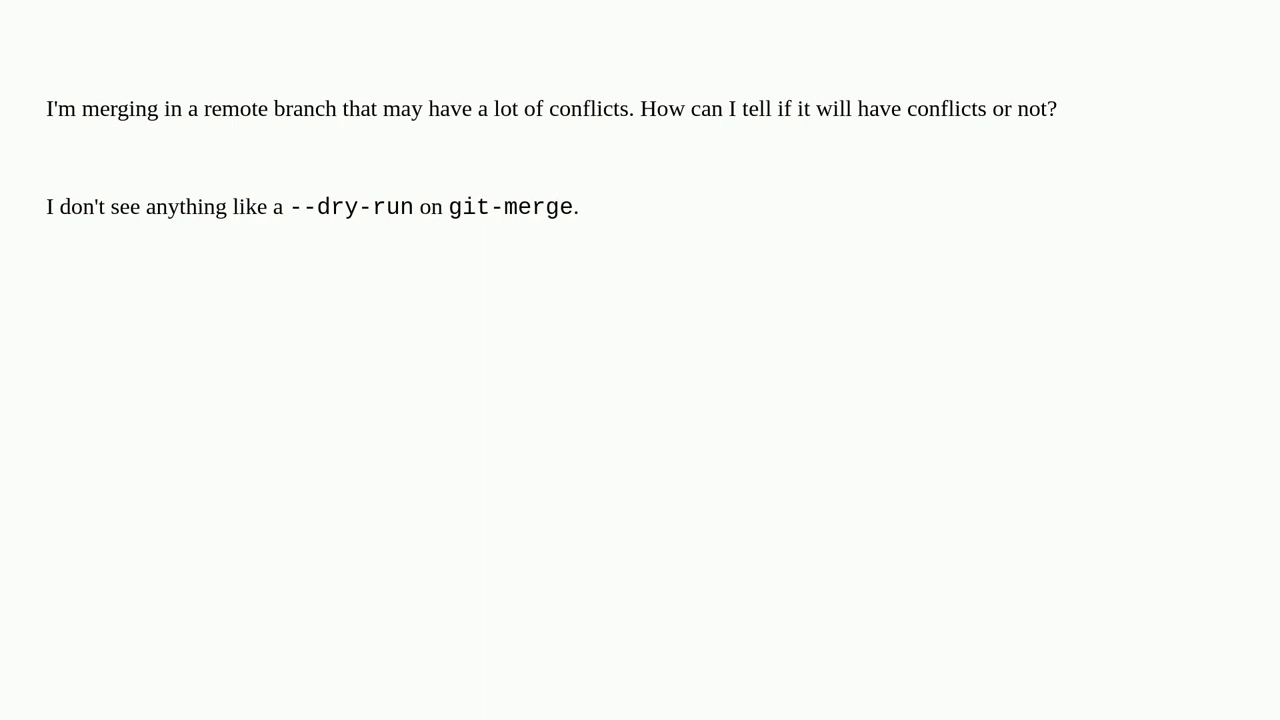 I'm merging in a remote branch that may have a lot of conflicts. How can I tell if it will have conflicts or not?
I don't see anything like a --dry-run on git-merge.